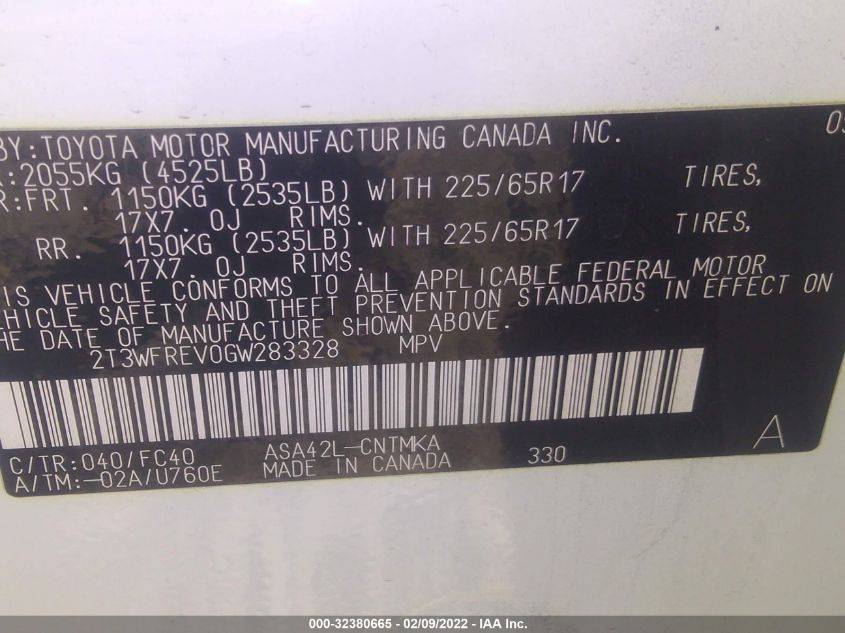 BY:TOYOTA MOTOR MANUFACTURING CANADA INC.
:2055KG (4525LB)
R:FRT. 1150KG (2535LB) WITH 225/65R17 TIRES,
17X7. OJ RIMS.
RR. 1150KG (2535LB) WITH 225/65R17 TIRES,
17X7. OJ RIMS.
IS VEHICLE CONFORMS TO ALL APPLICABLE FEDERAL MOTOR
EHICLE SAFETY AND THEFT PREVENTION STANDARDS IN EFFECT ON
HE DATE OF MANUFACTURE SHOWN ABOVE.
2T3WFREV0GW283328 MPV
C/TR:040/FC40 ASA42L-CNTMKA 330 A
A/TM:-02A/U760E MADE IN CANADA
000-32380665 - 02/09/2022 - IAA Inc.